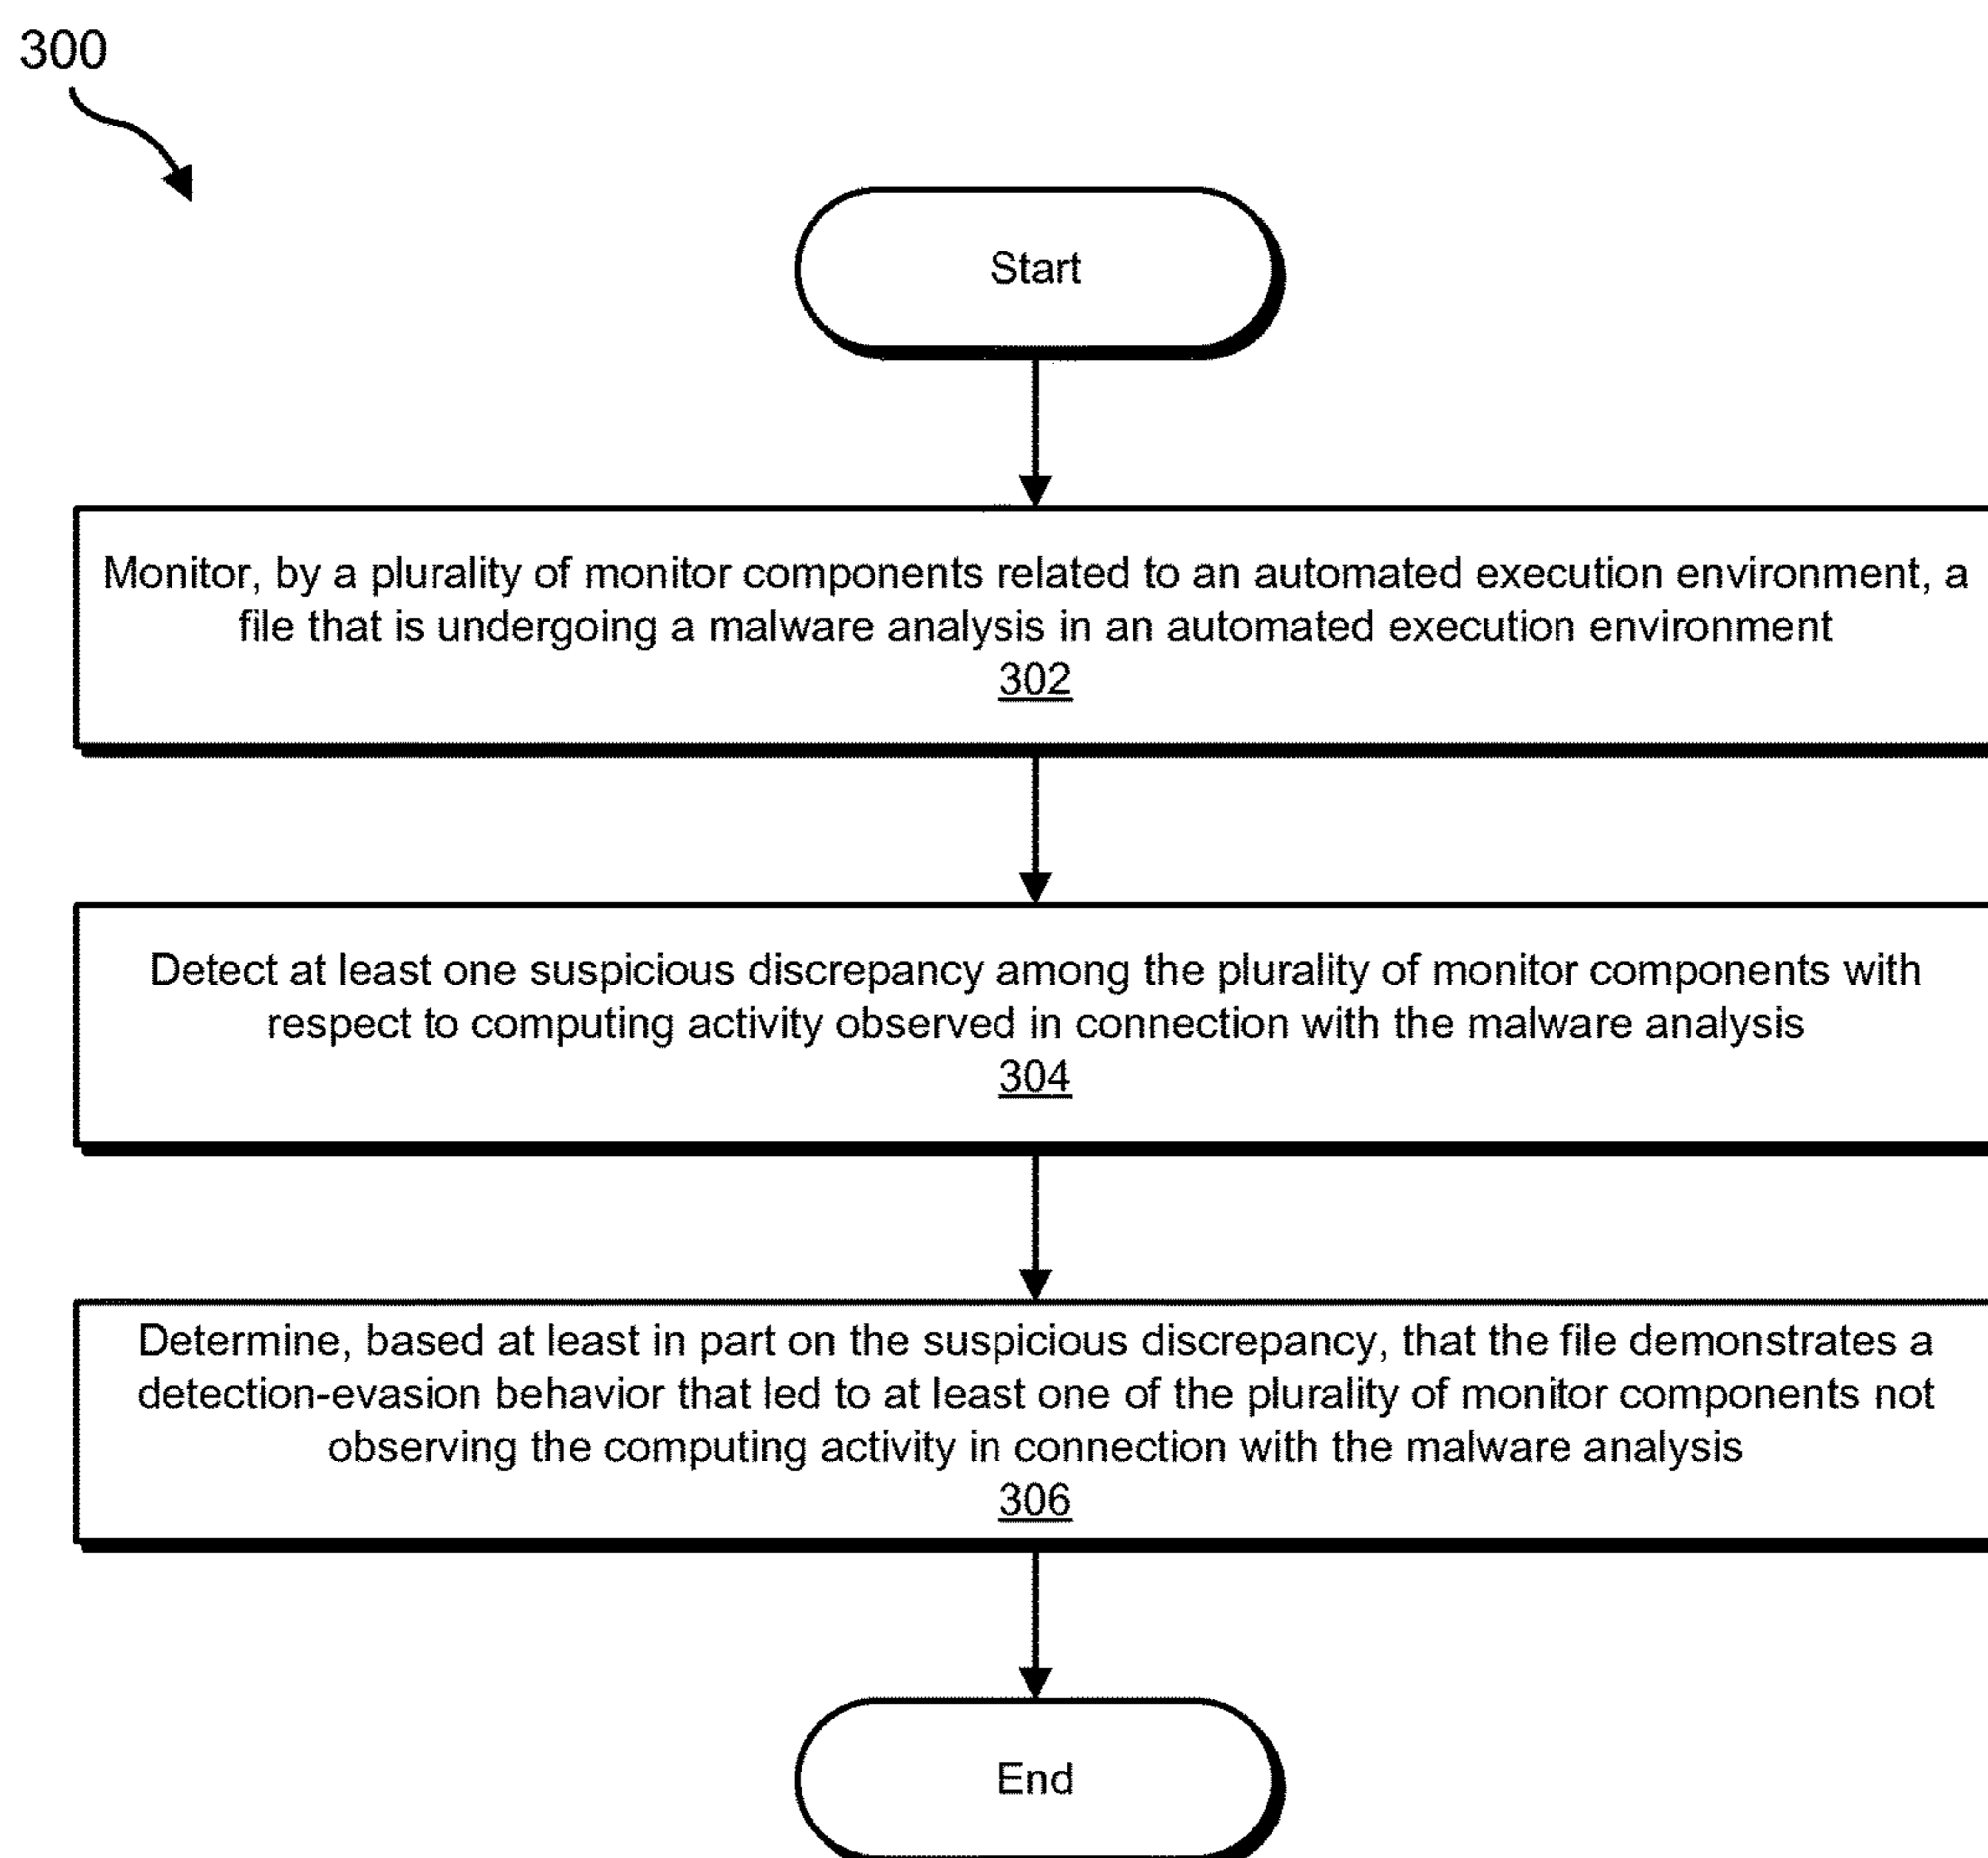 300
Start
Monitor, by a plurality of monitor components related to an automated execution environment, a
file that is undergoing a malware analysis in an automated execution environment
302
Detect at least one suspicious discrepancy among the plurality of monitor components with
respect to computing activity observed in connection with the malware analysis
304
Determine, based at least in part on the suspicious discrepancy, that the file demonstrates a
detection-evasion behavior that led to at least one of the plurality of monitor components not
observing the computing activity in connection with the malware analysis
306
End